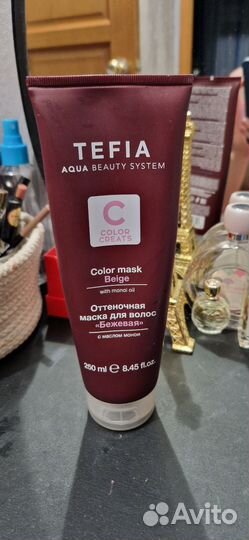 TEFIA
AQUA BEAUTY SYSTEM
C
COLOR
CREATS
Color mask
Beige
with monoi oil
Оттеночная
маска для волос
«Бежевая»
с маслом монои
250 ml ℮ 8.45 fl.oz.
Avito